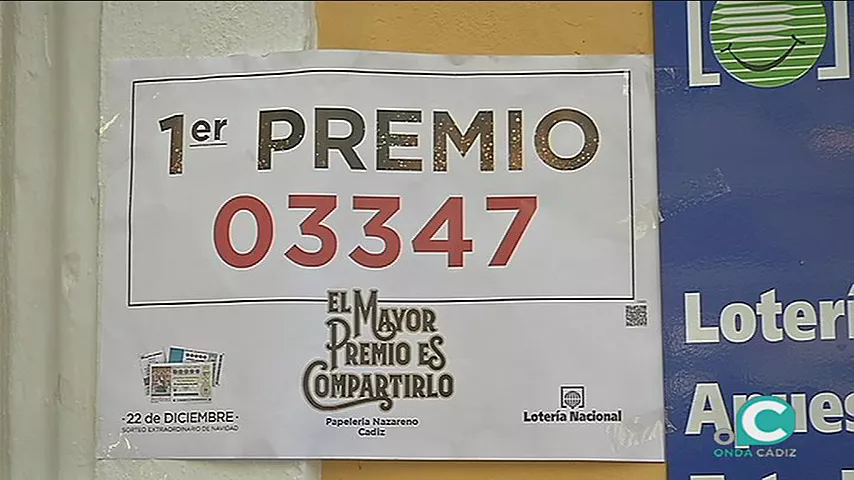 1er PREMIO
03347
EL MAYOR
PREMIO ES
COMPARTIRLO
Papelería Nazareno
Cadiz
-22 de DICIEMBRE-
SORTEO EXTRAORDINARIO DE NAVIDAD
Lotería Nacional
Loterí
Apues
ONDA CÁDIZ